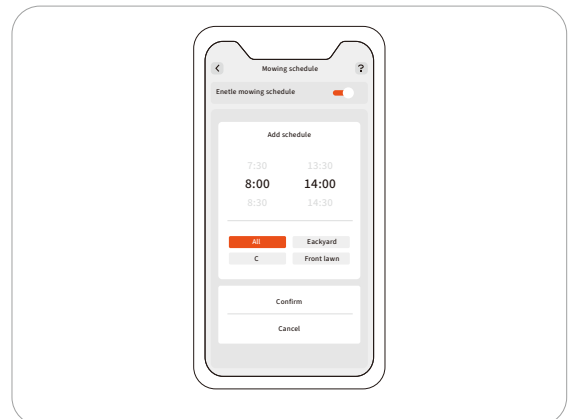 Mowing schedule ?
Enetle mowing schedule
Add schedule
7:30 13:30
8:00 14:00
8:30 14:30
All Eackyard
C Front lawn
Confirm
Cancel